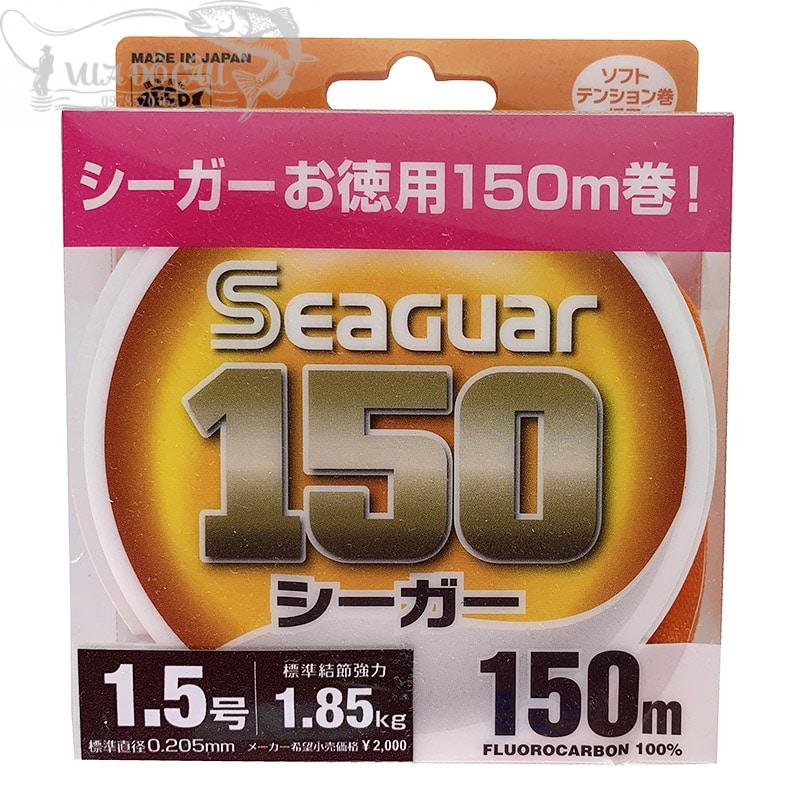 MADE IN JAPAN
VUA ĐỒ CÂU
ソフト
テンション巻
シーガーお徳用150m巻!
Seaguar
150
シーガー
1.5号
標準直径0.205mm
標準結節強力
1.85kg
メーカー希望小売価格 ¥2,000
150m
FLUOROCARBON 100%